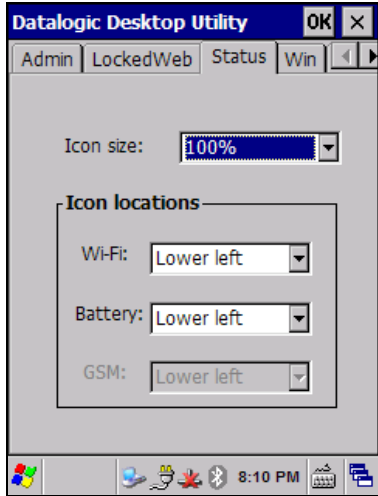 Datalogic Desktop Utility OK
Admin LockedWeb Status Win
Icon size: 100%
Icon locations
Wi-Fi: Lower left
Battery: Lower left
GSM: Lower left
8:10 PM